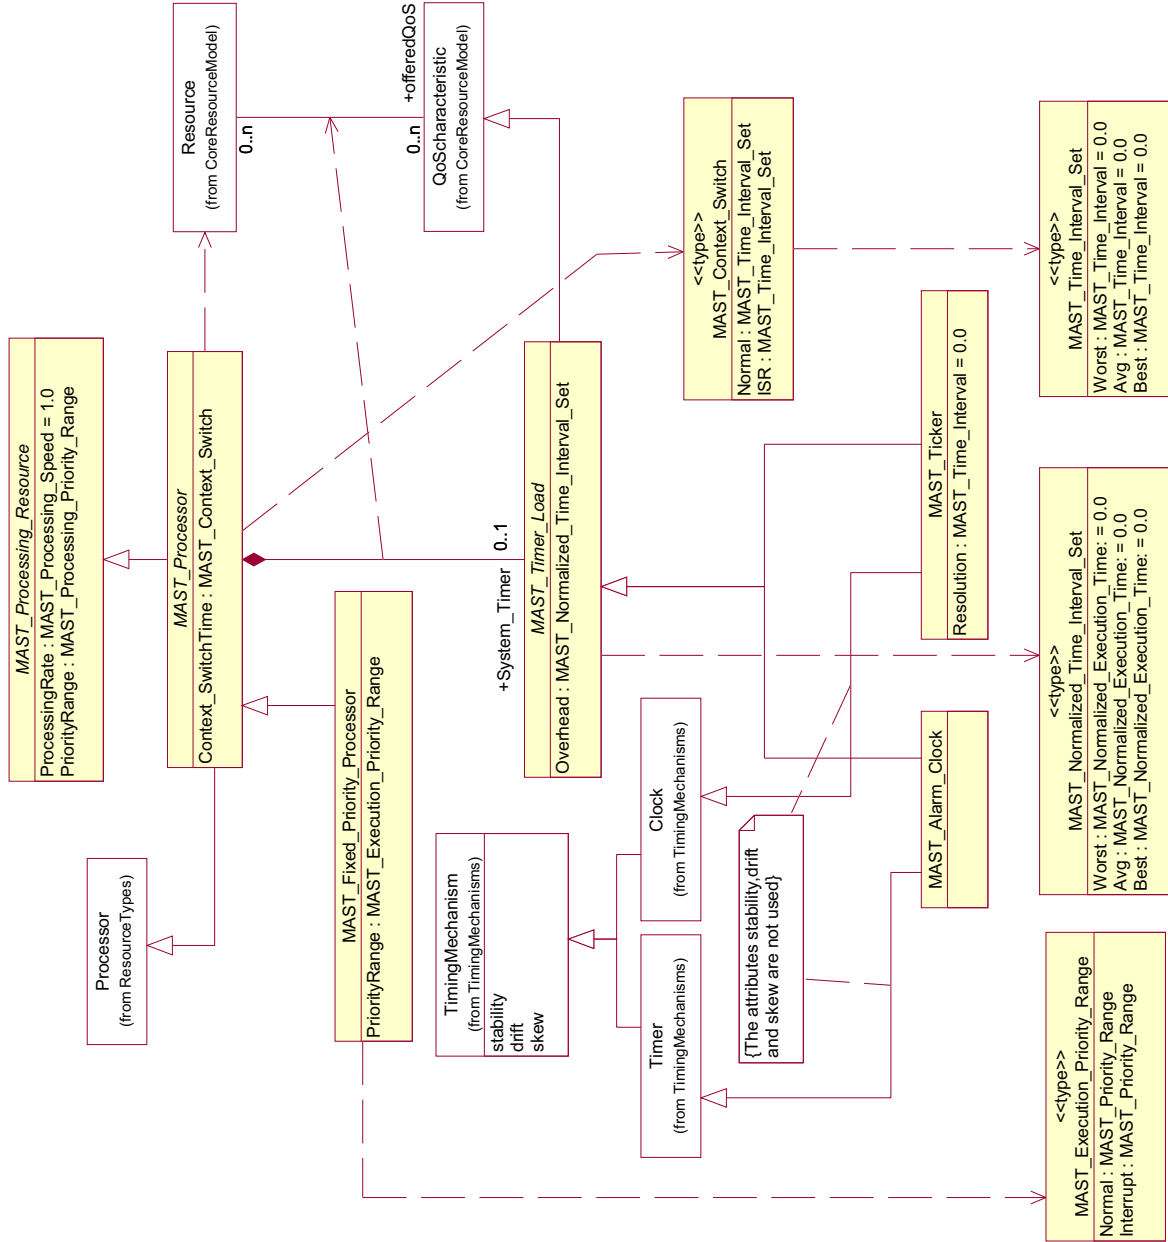 MAST_Processing_Resource
ProcessingRate : MAST_Processing_Speed = 1.0
PriorityRange : MAST_Processing_Priority_Range
Processor
(from ResourceTypes)
MAST_Processor
Context_SwitchTime : MAST_Context_Switch
Resource
(from CoreResourceModel)
0..n
MAST_Fixed_Priority_Processor
PriorityRange : MAST_Execution_Priority_Range
+System_Timer
0..1
0..n
+offeredQoS
QoScharacteristic
(from CoreResourceModel)
TimingMechanism
(from TimingMechanisms)
stability
drift
skew
MAST_Timer_Load
Overhead : MAST_Normalized_Time_Interval_Set
Timer
(from TimingMechanisms)
Clock
(from TimingMechanisms)
<<type>>
MAST_Context_Switch
Normal : MAST_Time_Interval_Set
ISR : MAST_Time_Interval_Set
{The attributes stability,drift
and skew are not used}
MAST_Alarm_Clock
MAST_Ticker
Resolution : MAST_Time_Interval = 0.0
<<type>>
MAST_Execution_Priority_Range
Normal : MAST_Priority_Range
Interrupt : MAST_Priority_Range
<<type>>
MAST_Normalized_Time_Interval_Set
Worst : MAST_Normalized_Execution_Time: = 0.0
Avg : MAST_Normalized_Execution_Time: = 0.0
Best : MAST_Normalized_Execution_Time: = 0.0
<<type>>
MAST_Time_Interval_Set
Worst : MAST_Time_Interval = 0.0
Avg : MAST_Time_Interval = 0.0
Best : MAST_Time_Interval = 0.0